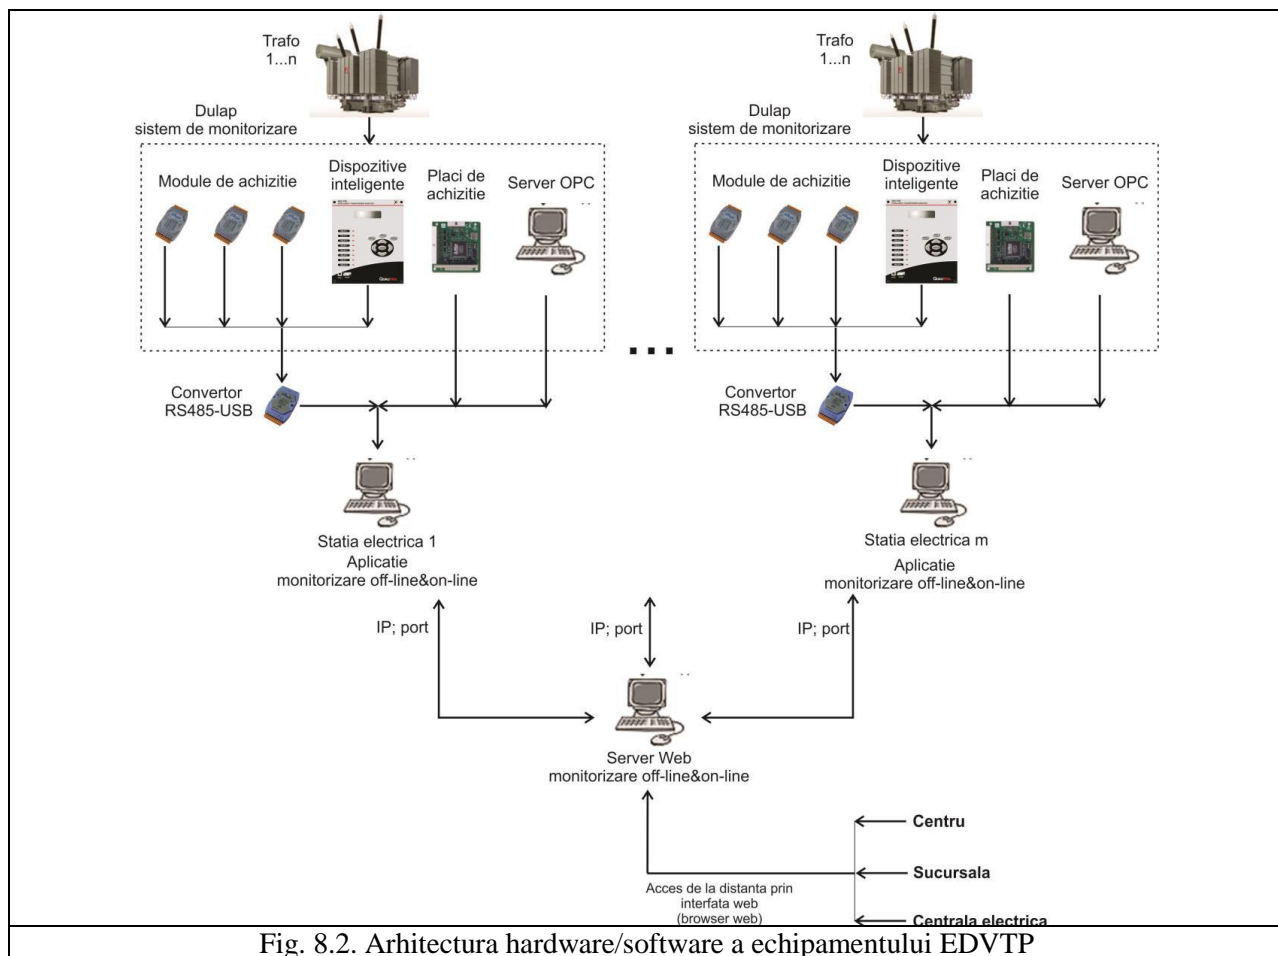 Trafo
1...n
Dulap
sistem de monitorizare
Module de achizitie
Dispozitive
inteligente
Placi de
achizitie
Server OPC
Convertor
RS485-USB
Statia electrica 1
Aplicatie
monitorizare off-line&on-line
Trafo
1...n
Dulap
sistem de monitorizare
Module de achizitie
Dispozitive
inteligente
Placi de
achizitie
Server OPC
...
Convertor
RS485-USB
Statia electrica m
Aplicatie
monitorizare off-line&on-line
IP; port
IP; port
IP; port
Server Web
monitorizare off-line&on-line
Centru
Sucursala
Centrala electrica
Acces de la distanta prin
interfata web
(browser web)
Fig. 8.2. Arhitectura hardware/software a echipamentului EDVTP